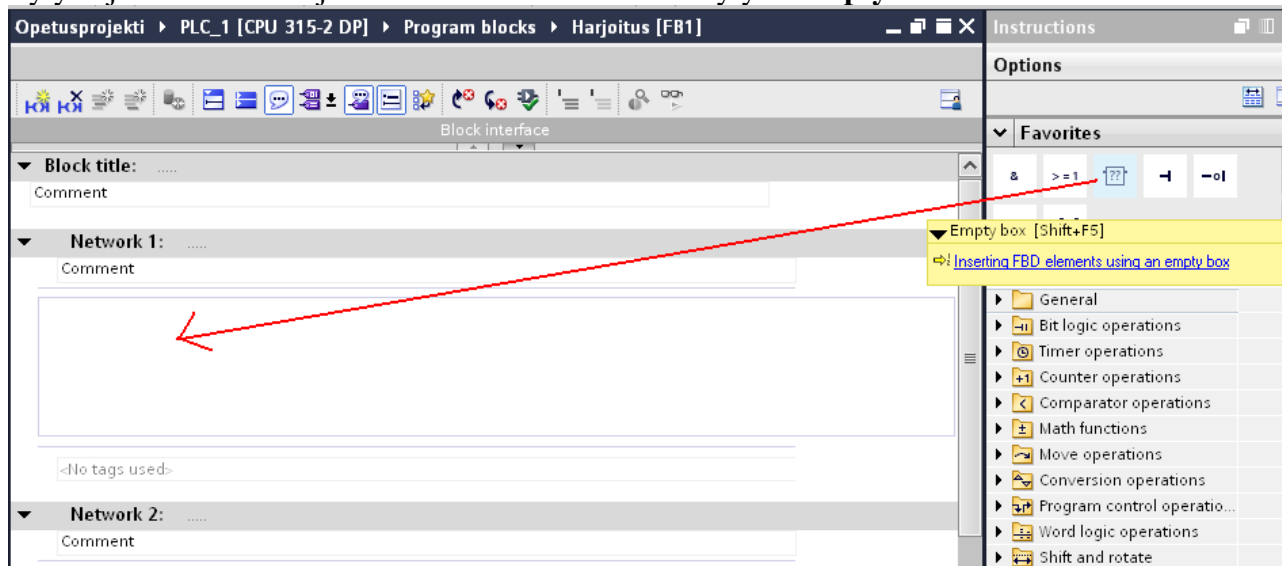 Opetusprojekti ▸ PLC_1 [CPU 315-2 DP] ▸ Program blocks ▸ Harjoitus [FB1]
Instructions
Options
Block interface
Favorites
Block title: .....
Comment
& >=1 ??
Empty box [Shift+F5]
Inserting FBD elements using an empty box
Network 1: .....
Comment
General
Bit logic operations
Timer operations
Counter operations
Comparator operations
Math functions
Move operations
<No tags used>
Conversion operations
Program control operatio...
Network 2: .....
Word logic operations
Comment
Shift and rotate